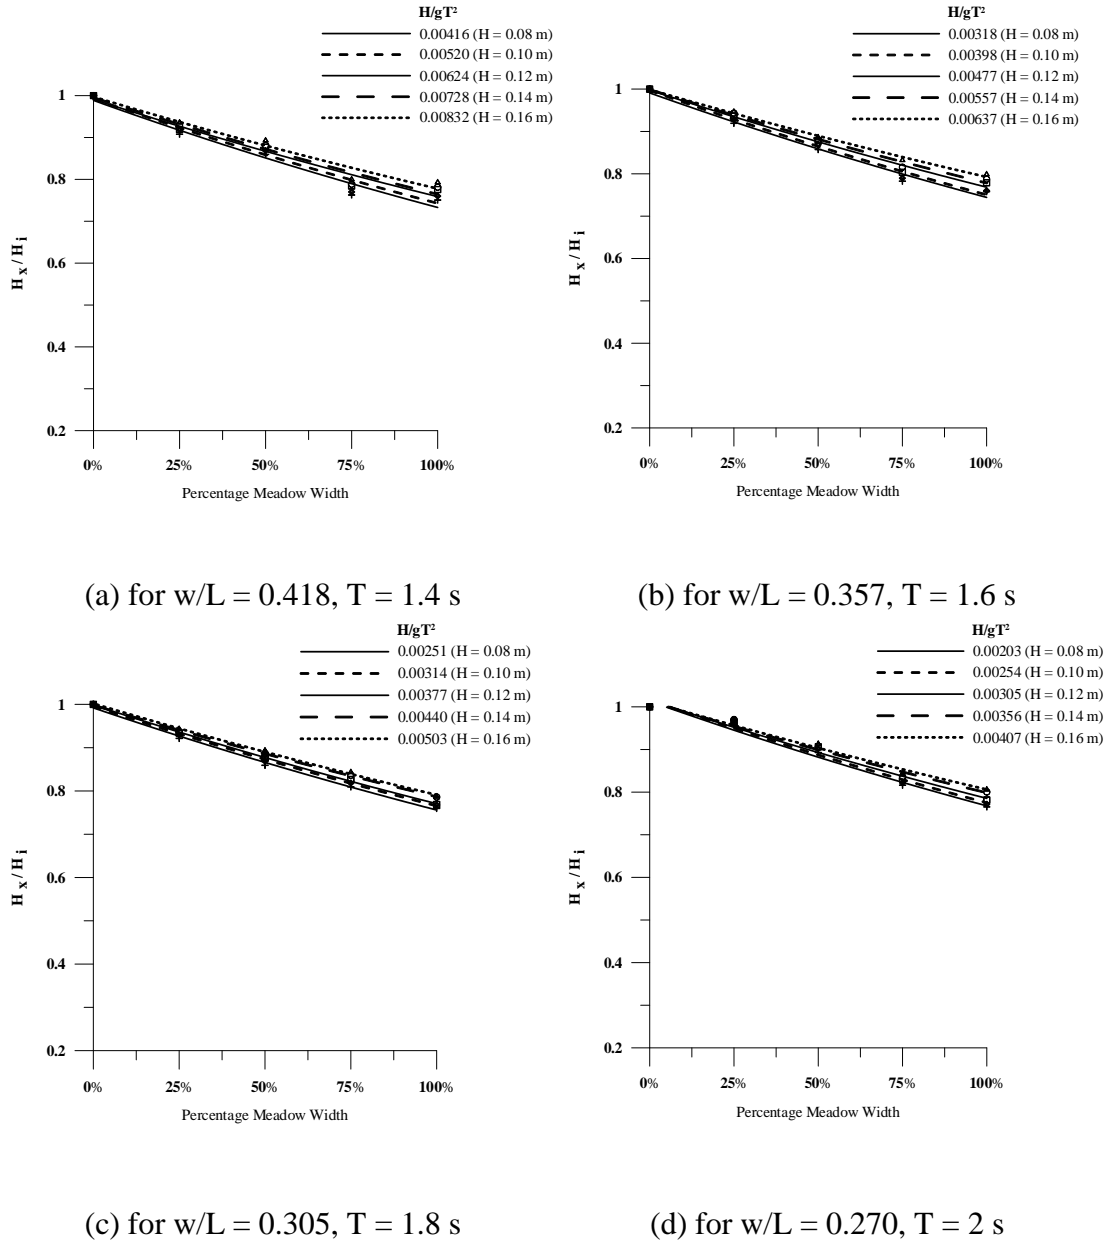 H/gT²
0.00416 (H = 0.08 m)
0.00520 (H = 0.10 m)
0.00624 (H = 0.12 m)
0.00728 (H = 0.14 m)
0.00832 (H = 0.16 m)
1
0.8
0.6
0.4
0.2
H x / H i
0% 25% 50% 75% 100%
Percentage Meadow Width
(a) for w/L = 0.418, T = 1.4 s
H/gT²
0.00318 (H = 0.08 m)
0.00398 (H = 0.10 m)
0.00477 (H = 0.12 m)
0.00557 (H = 0.14 m)
0.00637 (H = 0.16 m)
1
0.8
0.6
0.4
0.2
H x / H i
0% 25% 50% 75% 100%
Percentage Meadow Width
(b) for w/L = 0.357, T = 1.6 s
H/gT²
0.00251 (H = 0.08 m)
0.00314 (H = 0.10 m)
0.00377 (H = 0.12 m)
0.00440 (H = 0.14 m)
0.00503 (H = 0.16 m)
1
0.8
0.6
0.4
0.2
H x / H i
0% 25% 50% 75% 100%
Percentage Meadow Width
(c) for w/L = 0.305, T = 1.8 s
H/gT²
0.00203 (H = 0.08 m)
0.00254 (H = 0.10 m)
0.00305 (H = 0.12 m)
0.00356 (H = 0.14 m)
0.00407 (H = 0.16 m)
1
0.8
0.6
0.4
0.2
H x / H i
0% 25% 50% 75% 100%
Percentage Meadow Width
(d) for w/L = 0.270, T = 2 s